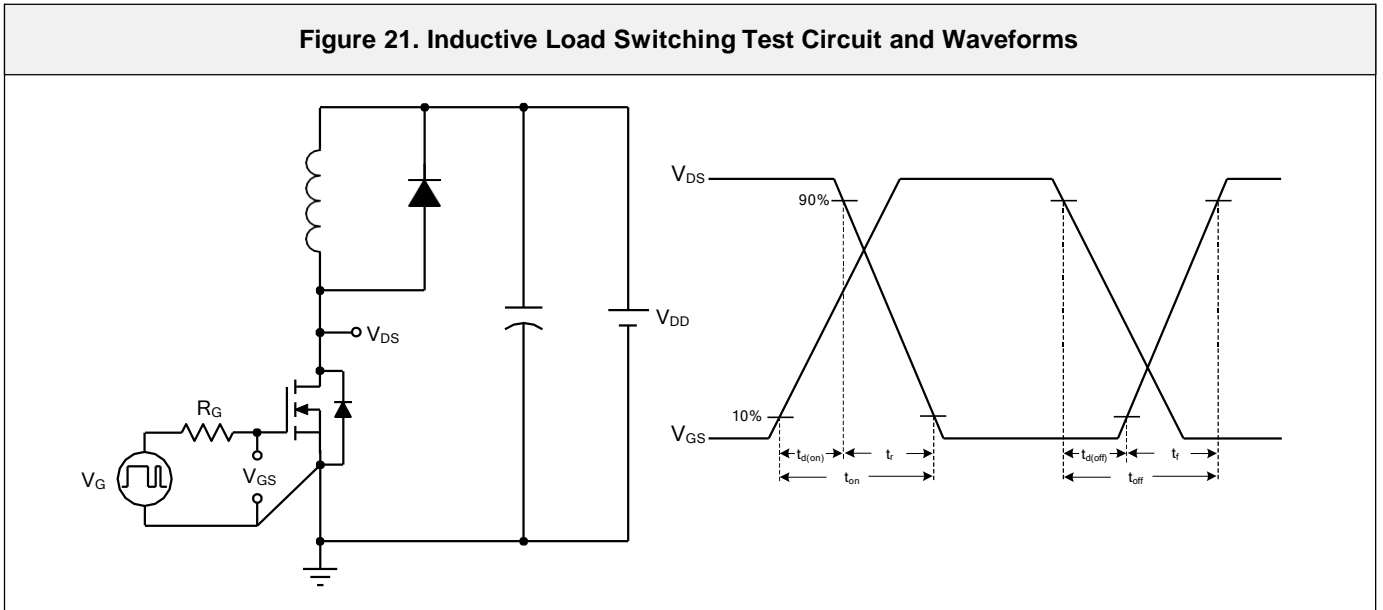 Figure 21. Inductive Load Switching Test Circuit and Waveforms
VDS
RG
VG
VGS
VDD
VDS
90%
10%
VGS
td(on)
tr
ton
td(off)
tf
toff